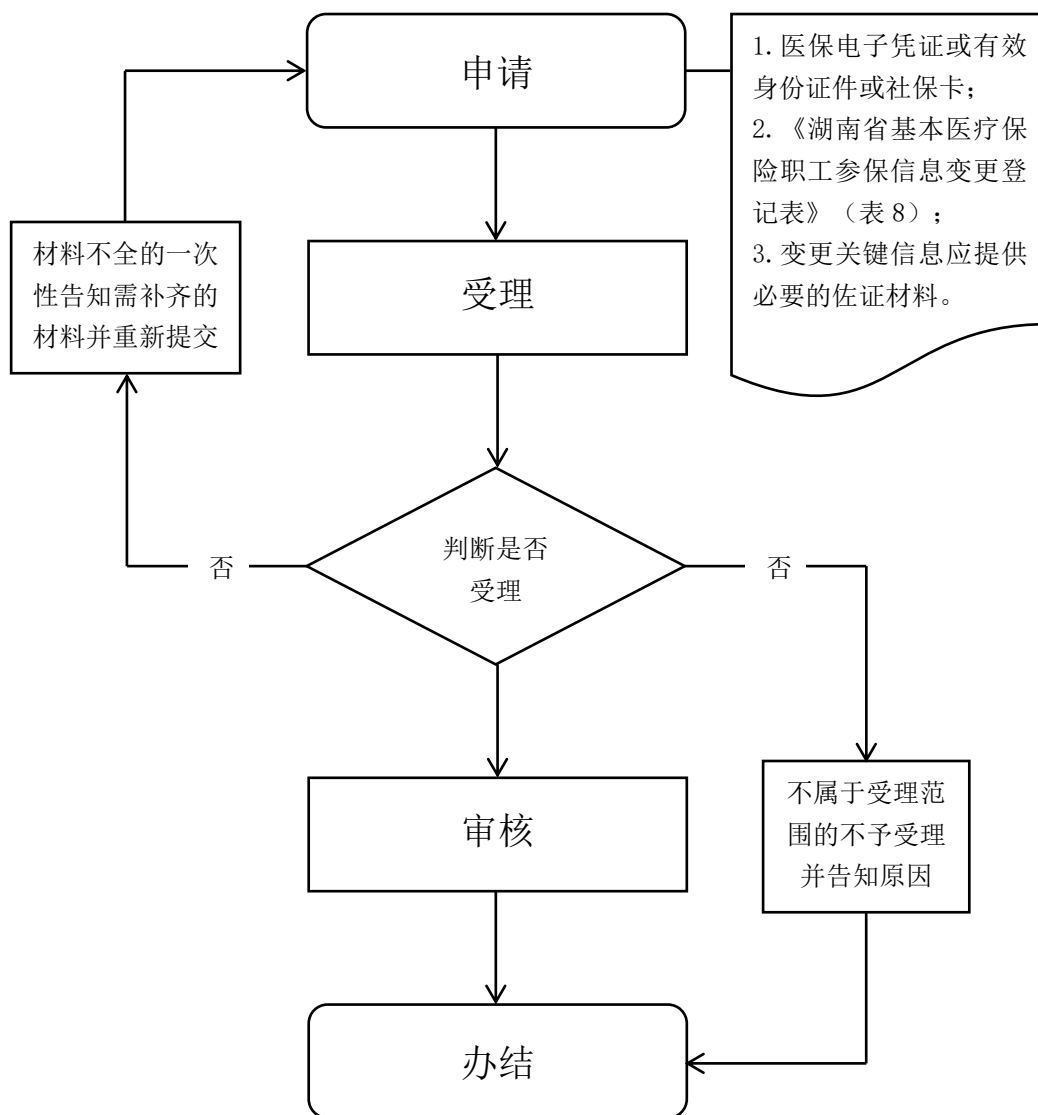 申请
1.医保电子凭证或有效
身份证件或社保卡；
2.《湖南省基本医疗保
险职工参保信息变更登
记表》（表 8）；
3.变更关键信息应提供
必要的佐证材料。
材料不全的一次
性告知需补齐的
材料并重新提交
受理
判断是否
受理
否
否
审核
不属于受理范
围的不予受理
并告知原因
办结